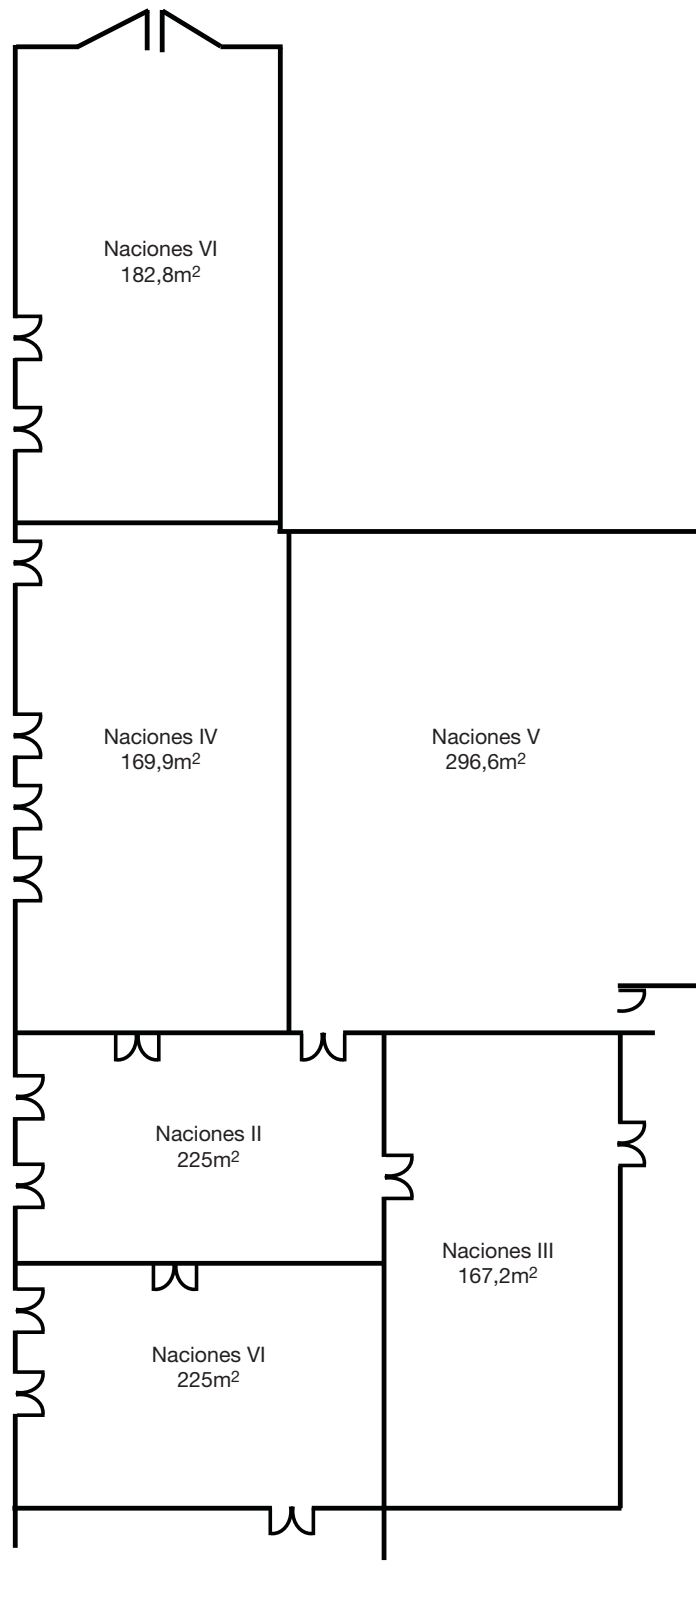 Naciones VI
182,8m²
Naciones IV
169,9m²
Naciones V
296,6m²
Naciones II
225m²
Naciones III
167,2m²
Naciones VI
225m²